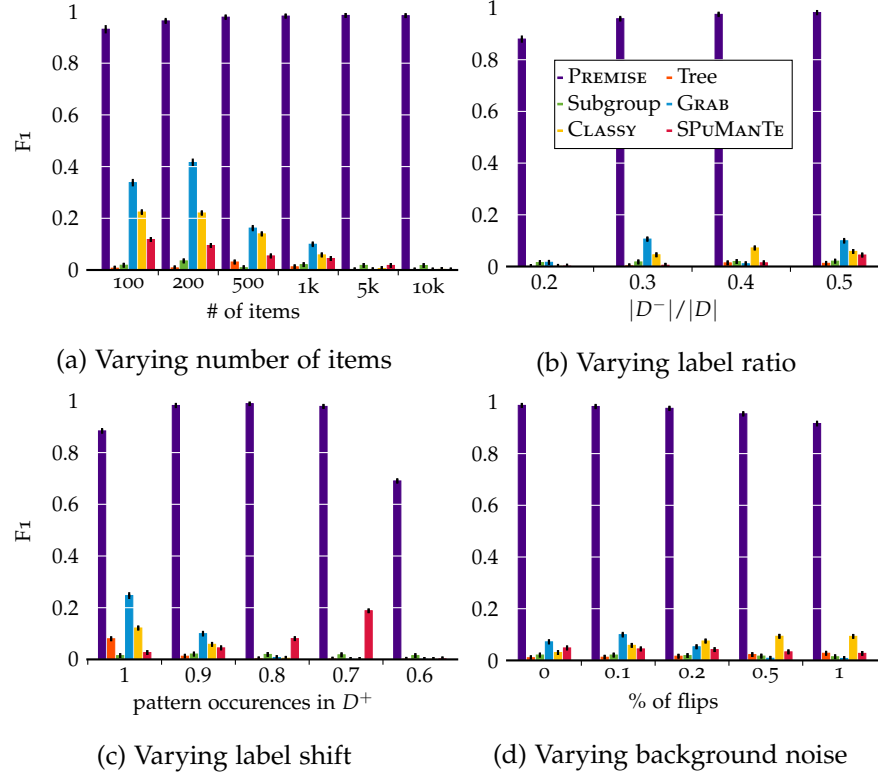 1
0.8
0.6
0.4
0.2
0
F1
100 200 500 1k 5k 10k
# of items
(a) Varying number of items
1
0.8
0.6
0.4
0.2
0
PREMISE Tree
Subgroup GRAB
CLASSY SPUMANTE
0.2 0.3 0.4 0.5
|D⁻|/|D|
(b) Varying label ratio
1
0.8
0.6
0.4
0.2
0
F1
1 0.9 0.8 0.7 0.6
pattern occurences in D⁺
(c) Varying label shift
1
0.8
0.6
0.4
0.2
0
0 0.1 0.2 0.5 1
% of flips
(d) Varying background noise